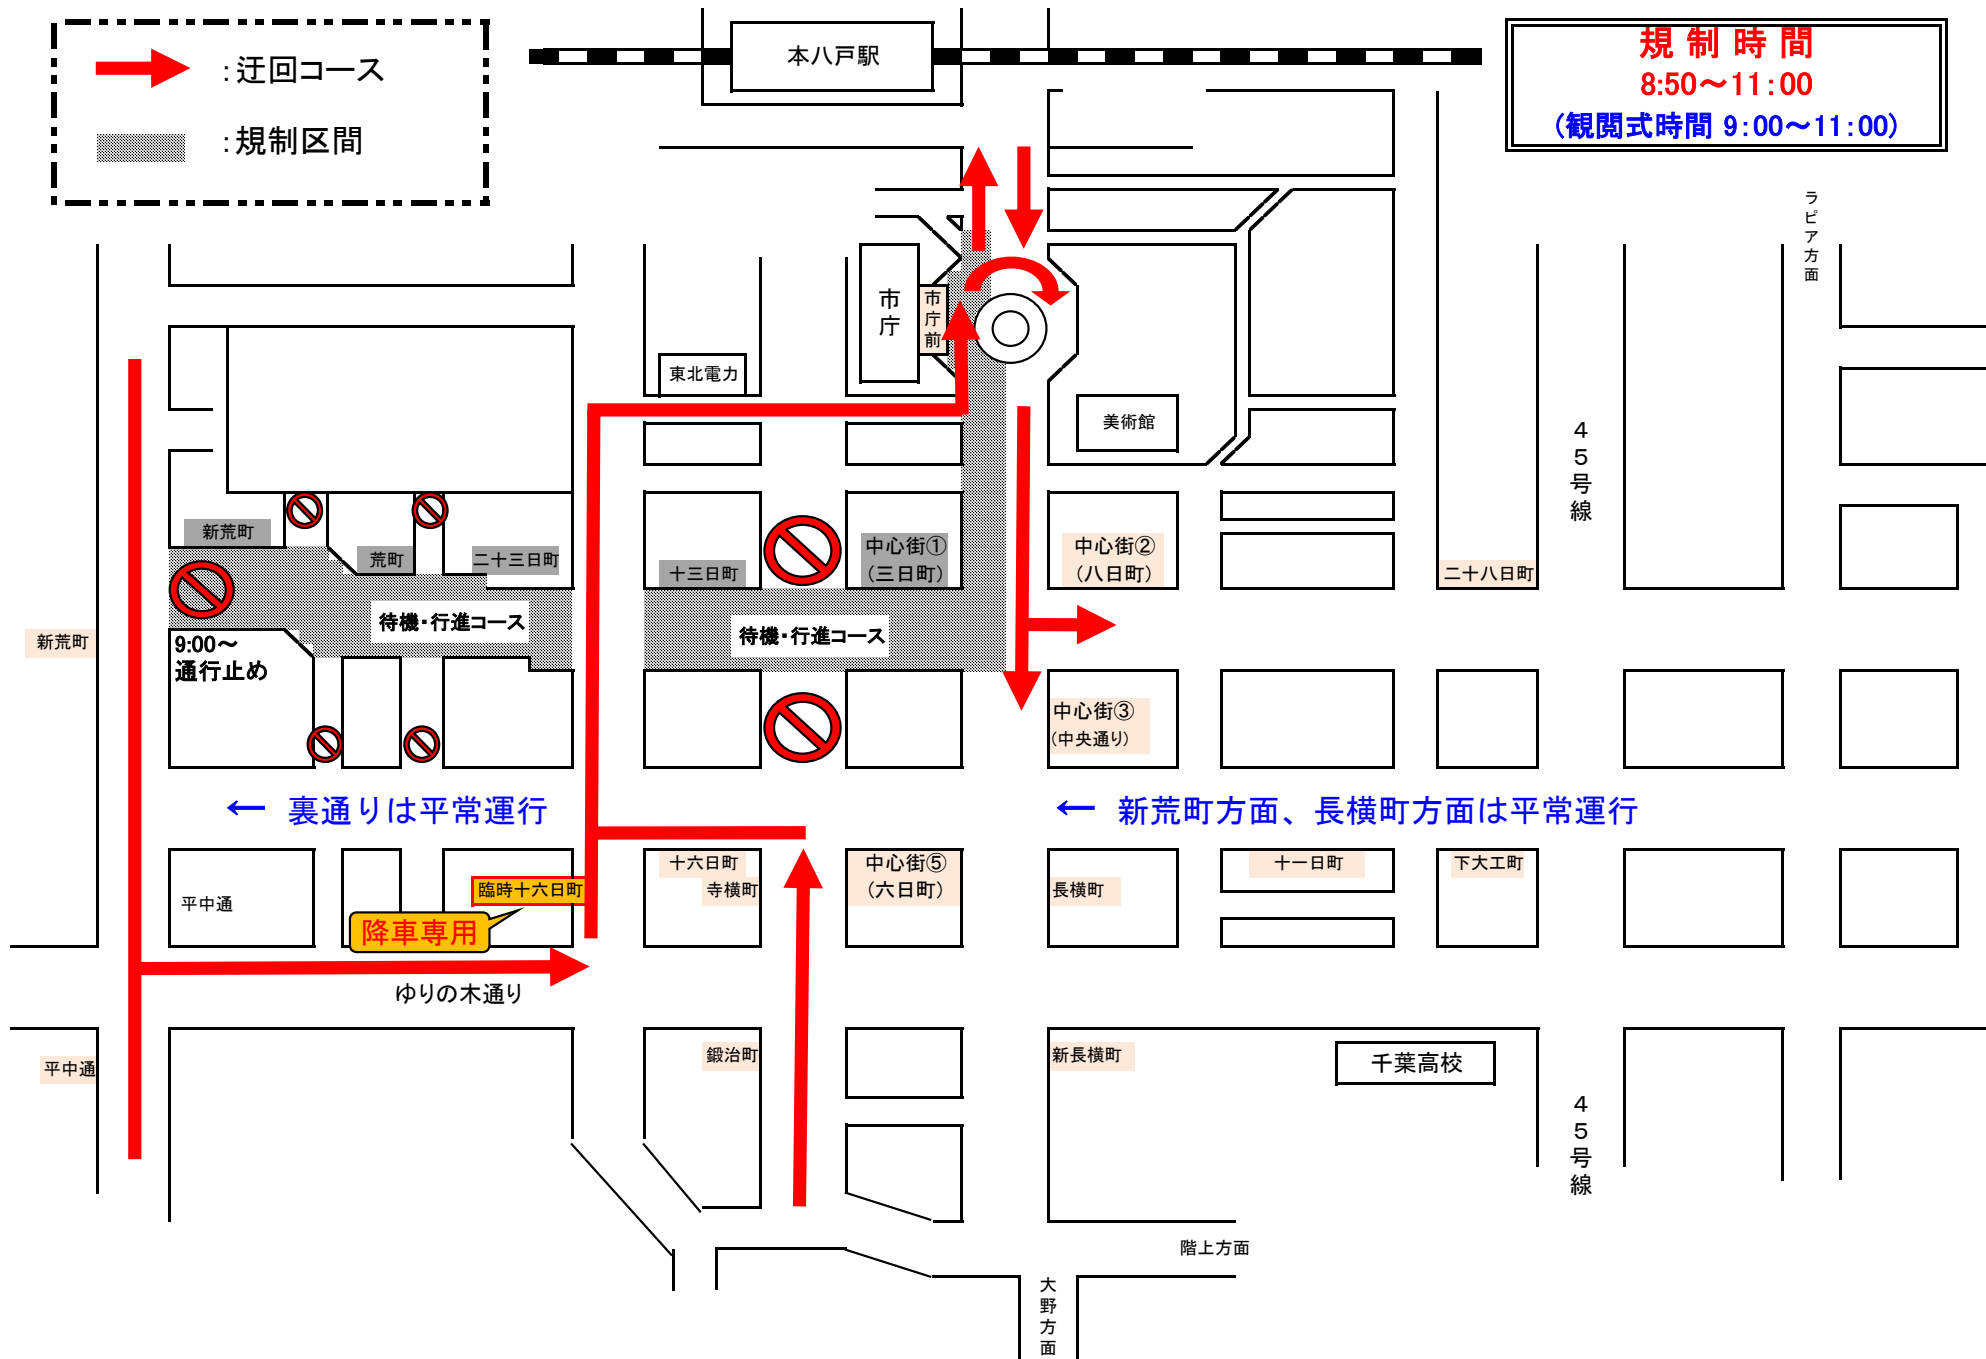 ：迂回コース
：規制区間
本八戸駅
規制時間
8:50～11：00
（観閲式時間 9：00～11：00）
ラピア方面
市庁
市庁前
東北電力
美術館
45号線
新荒町
荒町
二十三日町
十三日町
中心街①
（三日町）
中心街②
（八日町）
二十八日町
待機・行進コース
待機・行進コース
新荒町
9:00～
通行止め
中心街③
（中央通り）
← 裏通りは平常運行
← 新荒町方面、長横町方面は平常運行
平中通
臨時十六日町
降車専用
十六日町
寺横町
中心街⑤
（六日町）
長横町
十一日町
下大工町
ゆりの木通り
平中通
鍛治町
新長横町
千葉高校
45号線
階上方面
大野方面